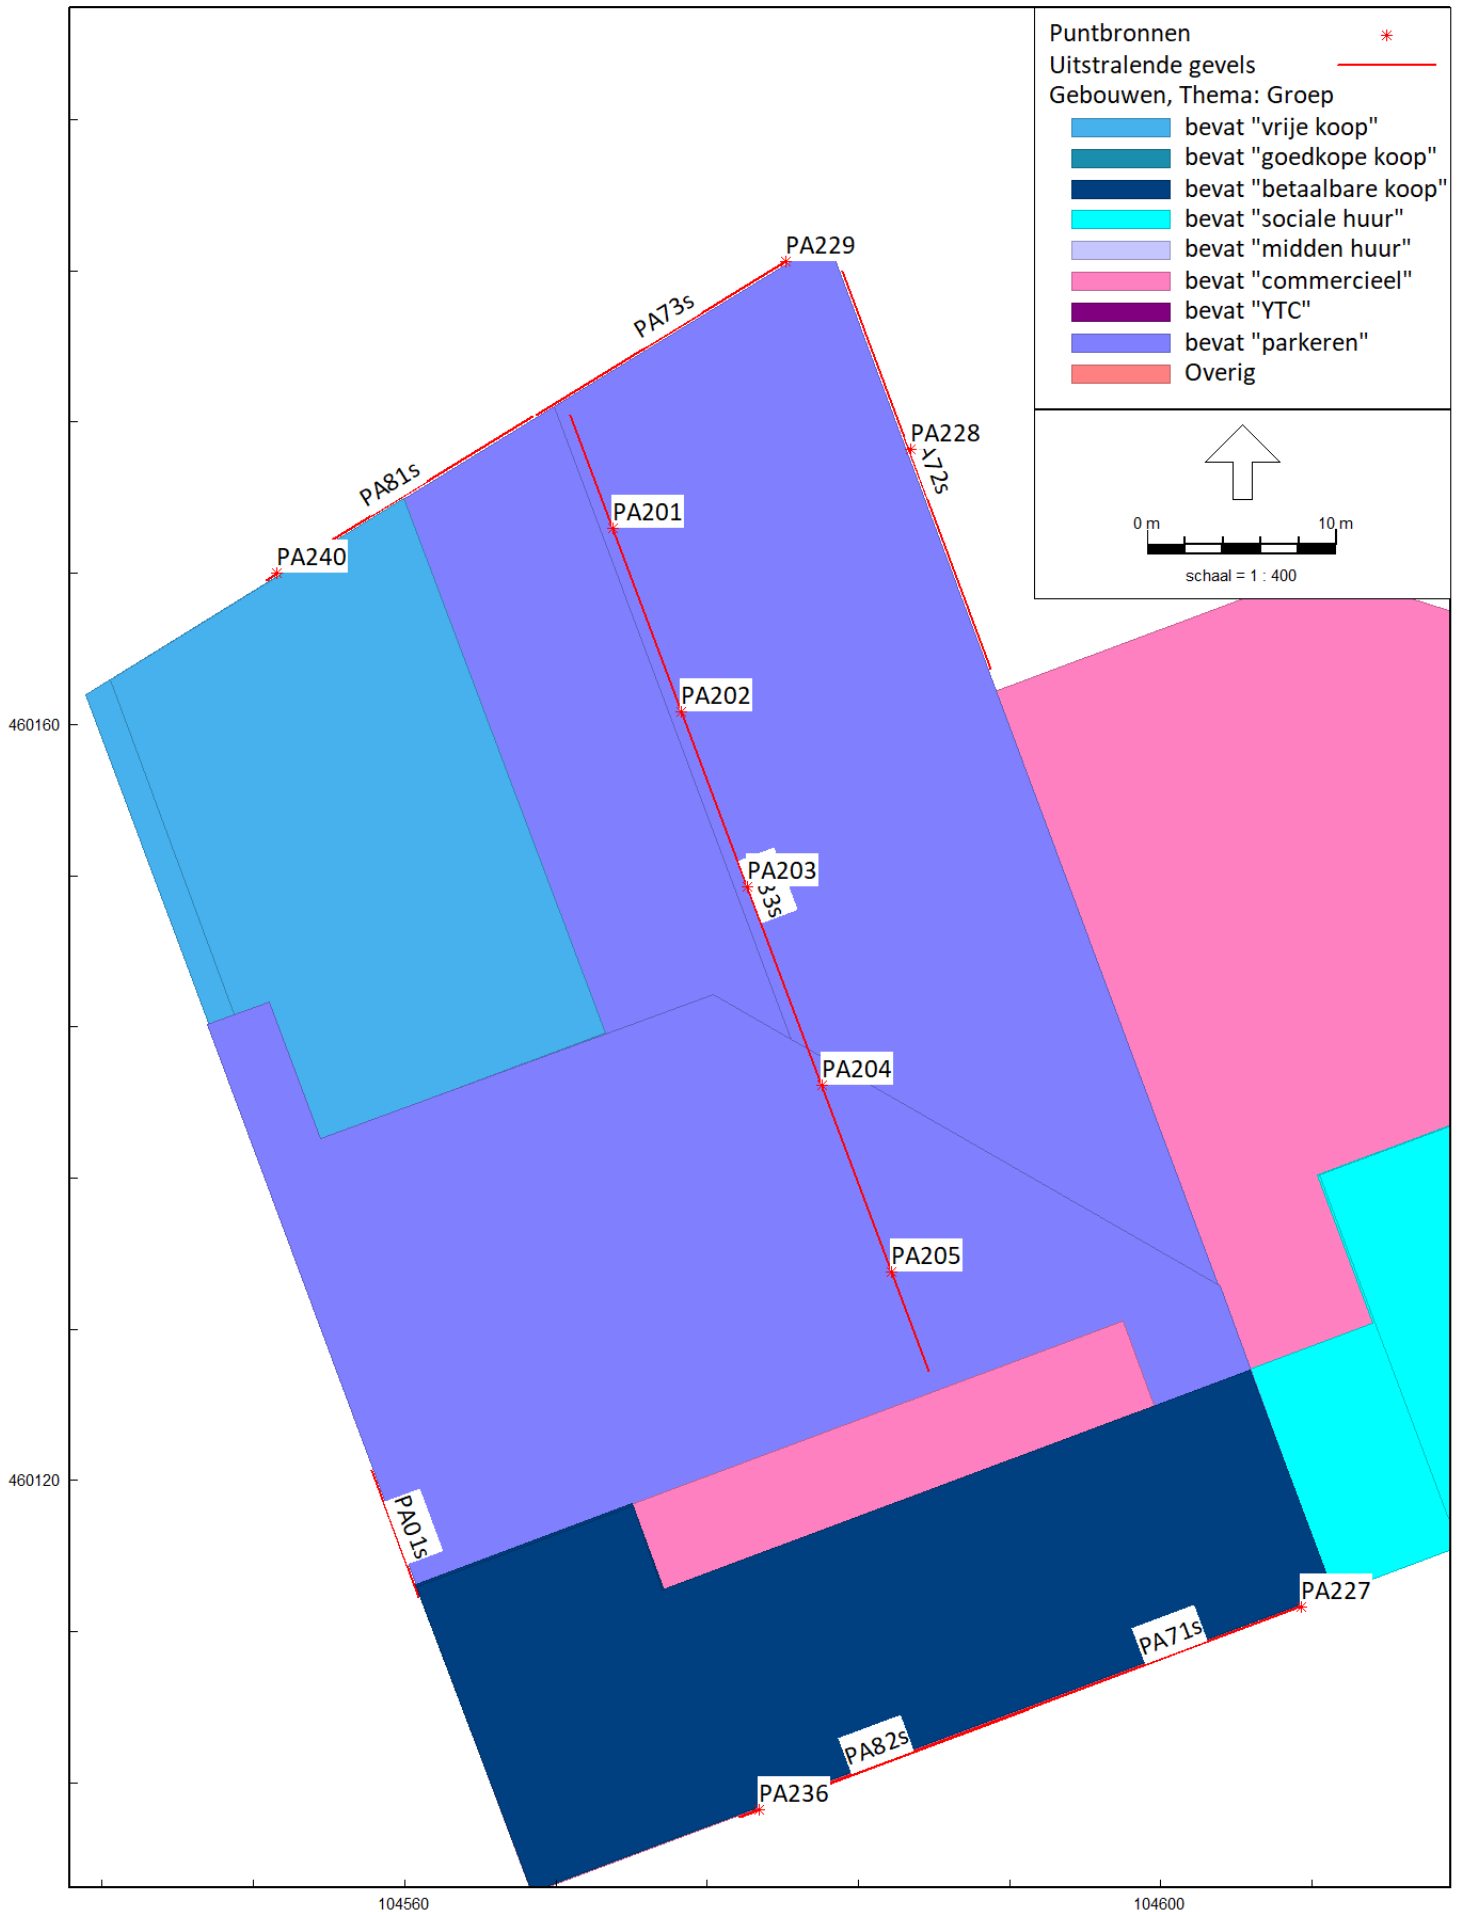 Puntbronnen
Uitstralende gevels
Gebouwen, Thema: Groep
bevat "vrije koop"
bevat "goedkope koop"
bevat "betaalbare koop"
bevat "sociale huur"
bevat "midden huur"
bevat "commercieel"
bevat "YTC"
bevat "parkeren"
Overig
0 m 10 m
schaal = 1 : 400
PA229
PA73s
PA228
PA81s
PA201
PA240
PA202
460160
PA203
PA204
PA205
460120
PA01s
PA227
PA71s
PA82s
PA236
104560 104600